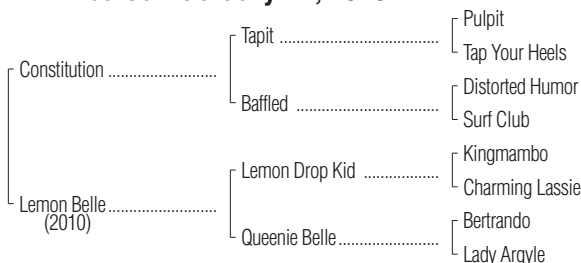 Pulpit
Tapit
Tap Your Heels
Constitution
Distorted Humor
Baffled
Surf Club
Kingmambo
Lemon Drop Kid
Charming Lassie
Lemon Belle
(2010)
Bertrando
Queenie Belle
Lady Argyle